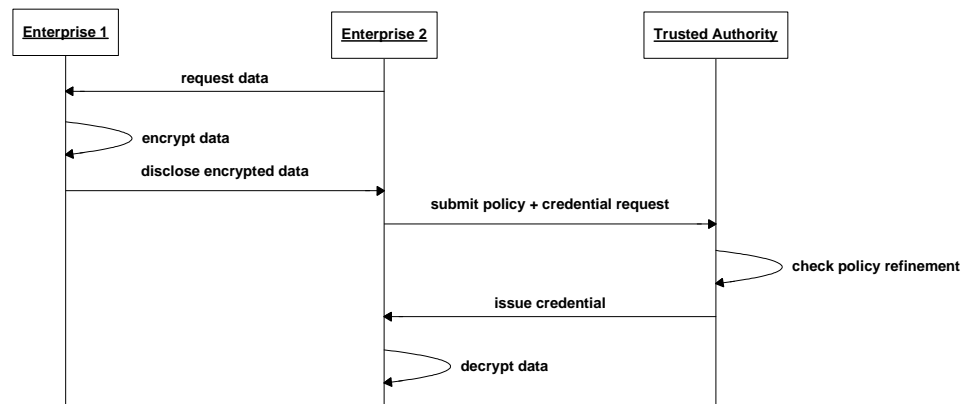 Enterprise 1
Enterprise 2
Trusted Authority
request data
encrypt data
disclose encrypted data
submit policy + credential request
check policy refinement
issue credential
decrypt data